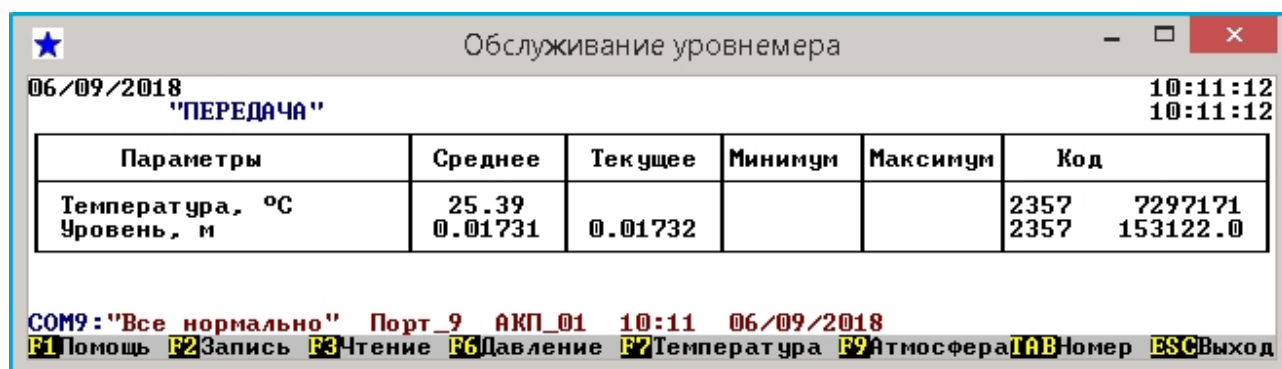 Обслуживание уровнемера
06/09/2018 10:11:12
"ПЕРЕДАЧА" 10:11:12
Параметры Среднее Текущее Минимум Максимум Код
Температура, ºС 25.39 2357 7297171
Уровень, м 0.01731 0.01732 2357 153122.0
COM9:"Все нормально" Порт_9 АКП_01 10:11 06/09/2018
F1Помощь F2Запись F3Чтение F6Давление F7Температура F9Атмосфера TABНомер ESCВыход